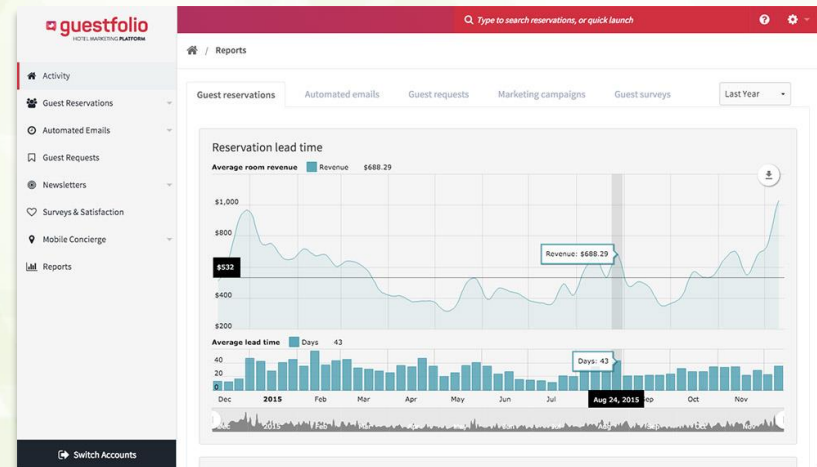 guestfolio
HOTEL MARKETING PLATFORM
Type to search reservations, or quick launch
/ Reports
Activity
Guest Reservations
Automated Emails
Guest Requests
Newsletters
Surveys & Satisfaction
Mobile Concierge
Reports
Switch Accounts
Guest reservations Automated emails Guest requests Marketing campaigns Guest surveys Last Year
Reservation lead time
Average room revenue Revenue $688.29
$1,000
$800
Revenue: $688.29
$532
$400
$200
Average lead time Days 43
40
Days: 43
20
0
Dec 2015 Feb Mar Apr May Jun Jul Aug 24, 2015 ep Oct Nov